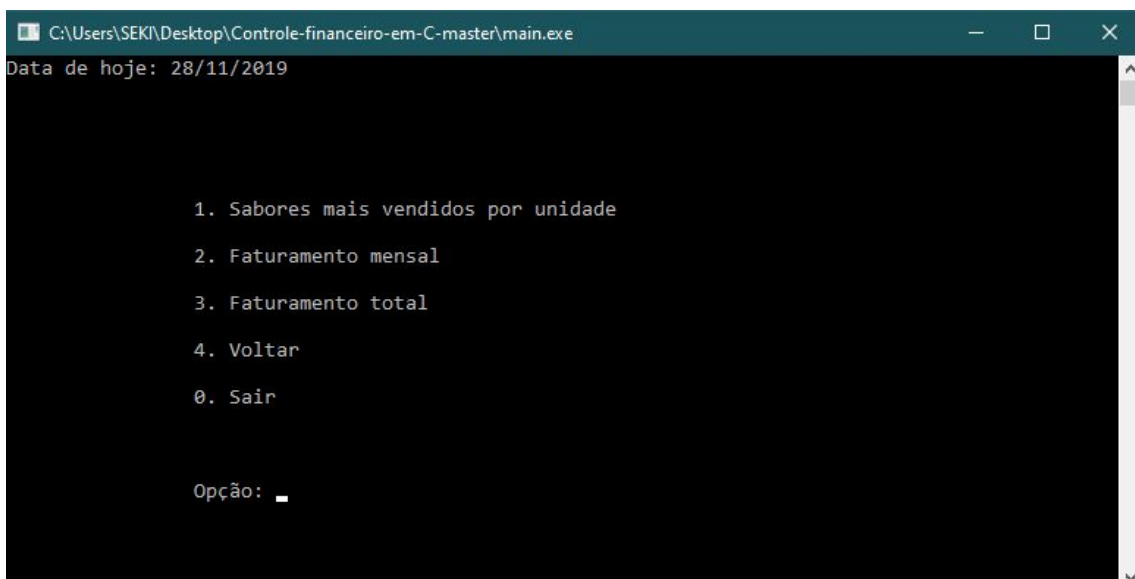 C:\Users\SEKI\Desktop\Controle-financeiro-em-C-master\main.exe
Data de hoje: 28/11/2019
1. Sabores mais vendidos por unidade
2. Faturamento mensal
3. Faturamento total
4. Voltar
0. Sair
Opção: